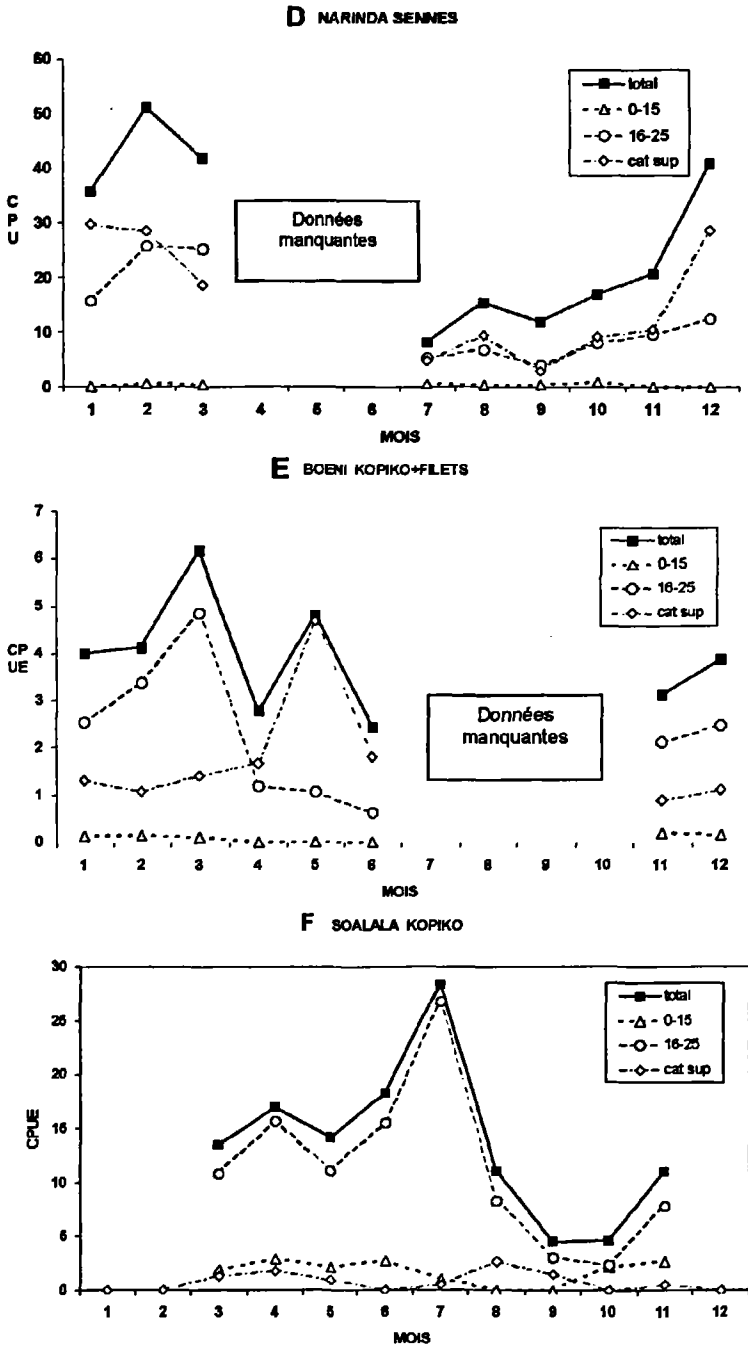 D NARINDA SENNES
60
50
40
30
20
10
0
C
P
U
total
0-15
16-25
cat sup
Données
manquantes
1 2 3 4 5 6 7 8 9 10 11 12
MOIS
E BOENI KOPIKO+FILETS
7
6
5
4
3
2
1
0
CP
UE
total
0-15
16-25
cat sup
Données
manquantes
1 2 3 4 5 6 7 8 9 10 11 12
MOIS
F SOALALA KOPIKO
30
25
20
15
10
5
0
CPUE
total
0-15
16-25
cat sup
1 2 3 4 5 6 7 8 9 10 11 12
MOIS